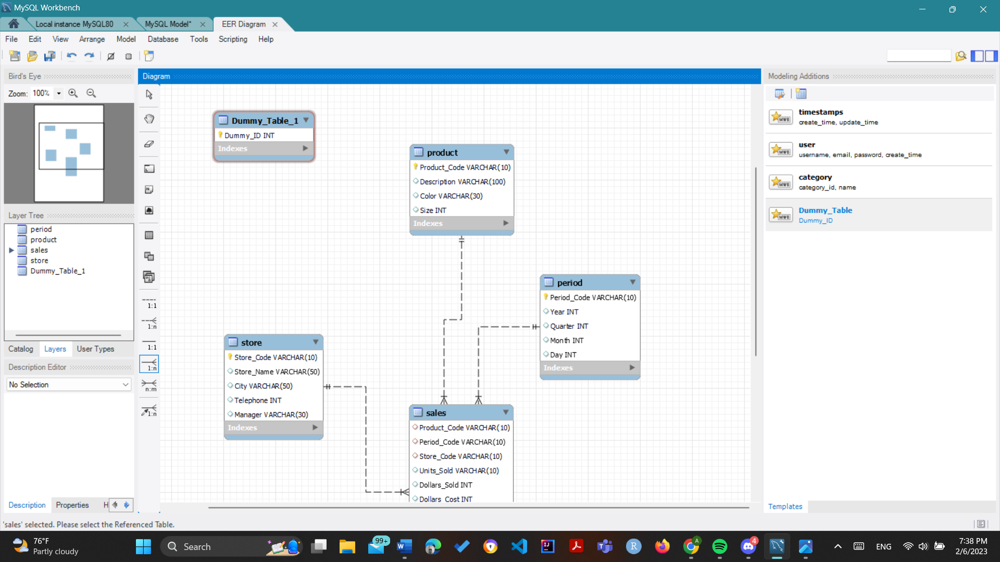 MySQL Workbench
Local instance MySQL80
MySQL Model*
EER Diagram
File Edit View Arrange Model Database Tools Scripting Help
Bird's Eye
Zoom: 100%
Layer Tree
period
product
sales
store
Dummy_Table_1
Catalog Layers User Types
Description Editor
No Selection
Description Properties H
'sales' selected. Please select the Referenced Table.
Diagram
1:1
1:n
1:1
1:n
n:m
1:n
Dummy_Table_1
Dummy_ID INT
Indexes
product
Product_Code VARCHAR(10)
Description VARCHAR(100)
Color VARCHAR(30)
Size INT
Indexes
period
Period_Code VARCHAR(10)
Year INT
Quarter INT
Month INT
Day INT
Indexes
store
Store_Code VARCHAR(10)
Store_Name VARCHAR(50)
City VARCHAR(50)
Telephone INT
Manager VARCHAR(30)
Indexes
sales
Product_Code VARCHAR(10)
Period_Code VARCHAR(10)
Store_Code VARCHAR(10)
Units_Sold VARCHAR(10)
Dollars_Sold INT
Dollars_Cost INT
Modeling Additions
MWB
timestamps
create_time, update_time
MWB
user
username, email, password, create_time
MWB
category
category_id, name
MWB
Dummy_Table
Dummy_ID
Templates
76°F
Partly cloudy
Search
99+
W
IJ
T
R
A
4
ENG
7:38 PM
2/6/2023